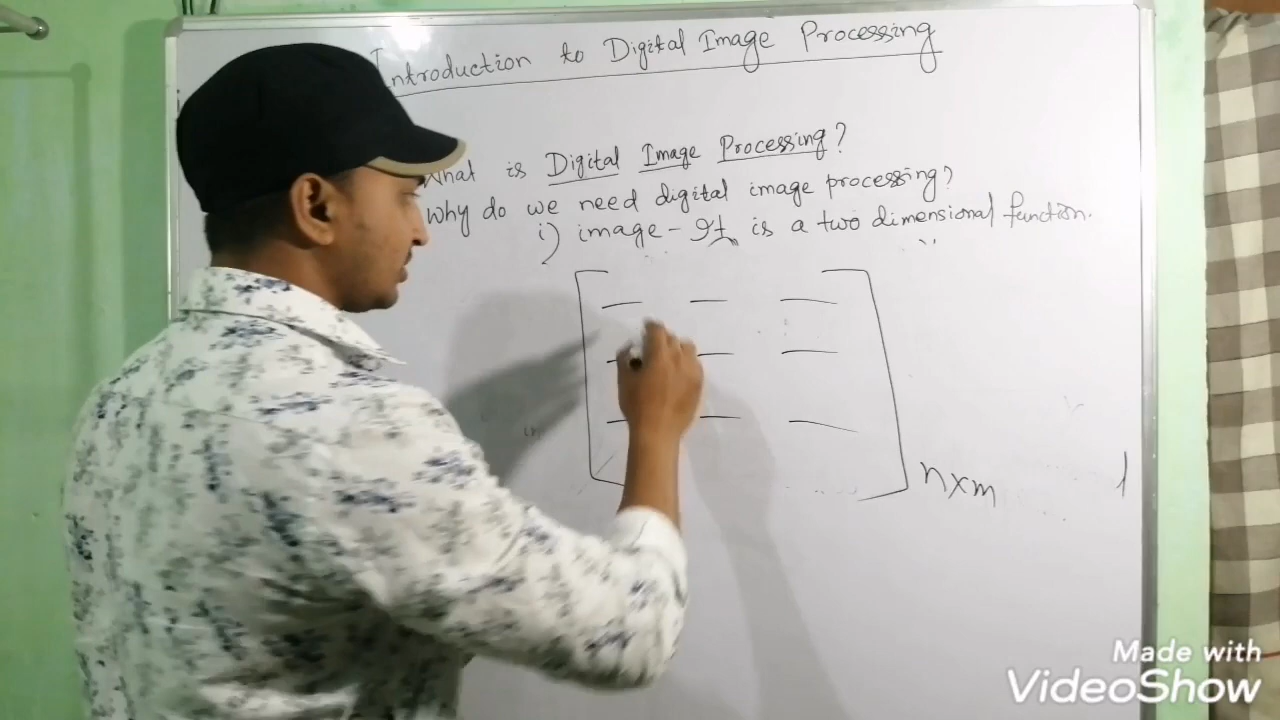 Introduction to Digital Image Processing
What is Digital Image Processing?
Why do we need digital image processing?
i) image - It is a two dimensional function.
n x m
Made with
VideoShow